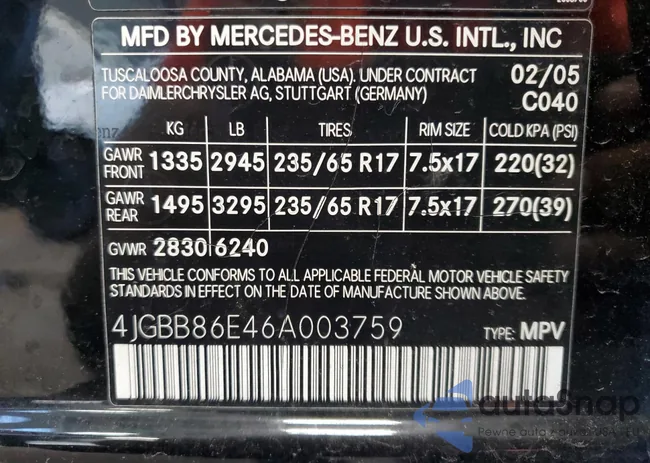 MFD BY MERCEDES-BENZ U.S. INTL., INC
TUSCALOOSA COUNTY, ALABAMA (USA). UNDER CONTRACT 02/05
FOR DAIMLERCHRYSLER AG, STUTTGART (GERMANY) C040
KG LB TIRES RIM SIZE COLD KPA (PSI)
GAWR FRONT 1335 2945 235/65 R17 7.5x17 220(32)
GAWR REAR 1495 3295 235/65 R17 7.5x17 270(39)
GVWR 2830 6240
THIS VEHICLE CONFORMS TO ALL APPLICABLE FEDERAL MOTOR VEHICLE SAFETY
STANDARDS IN EFFECT ON THE DATE OF MANUFACTURE SHOWN ABOVE.
4JGBB86E46A003759 TYPE: MPV
autoSnap
Pewne auto z